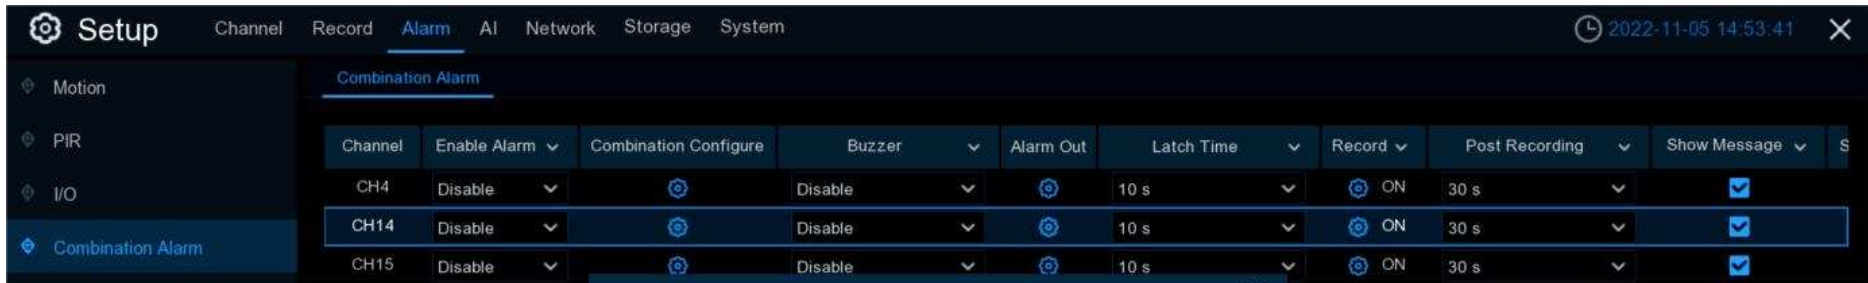 Setup Channel Record Alarm AI Network Storage System 2022-11-05 14:53:41
Motion
Combination Alarm
PIR
Channel Enable Alarm Combination Configure Buzzer Alarm Out Latch Time Record Post Recording Show Message S
I/O
CH4 Disable Disable 10 s ON 30 s
CH14 Disable Disable 10 s ON 30 s
Combination Alarm
CH15 Disable Disable 10 s ON 30 s